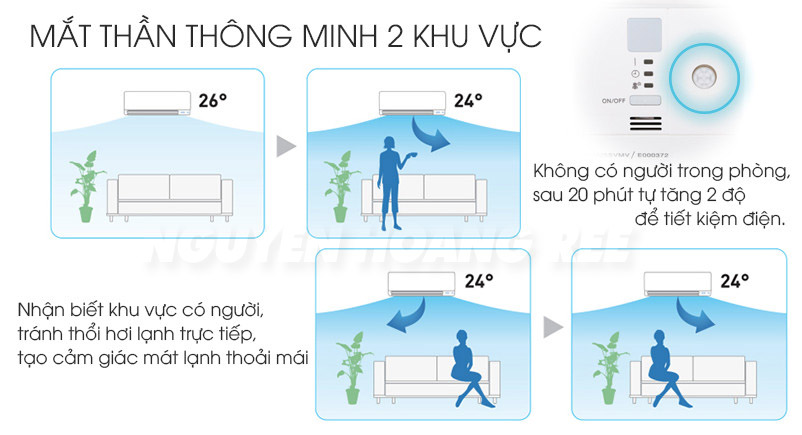 MẮT THẦN THÔNG MINH 2 KHU VỰC
26°
24°
ON/OFF
Không có người trong phòng,
sau 20 phút tự tăng 2 độ
để tiết kiệm điện.
NGUYEN HOANG REE
Nhận biết khu vực có người,
tránh thổi hơi lạnh trực tiếp,
tạo cảm giác mát lạnh thoải mái
24°
24°